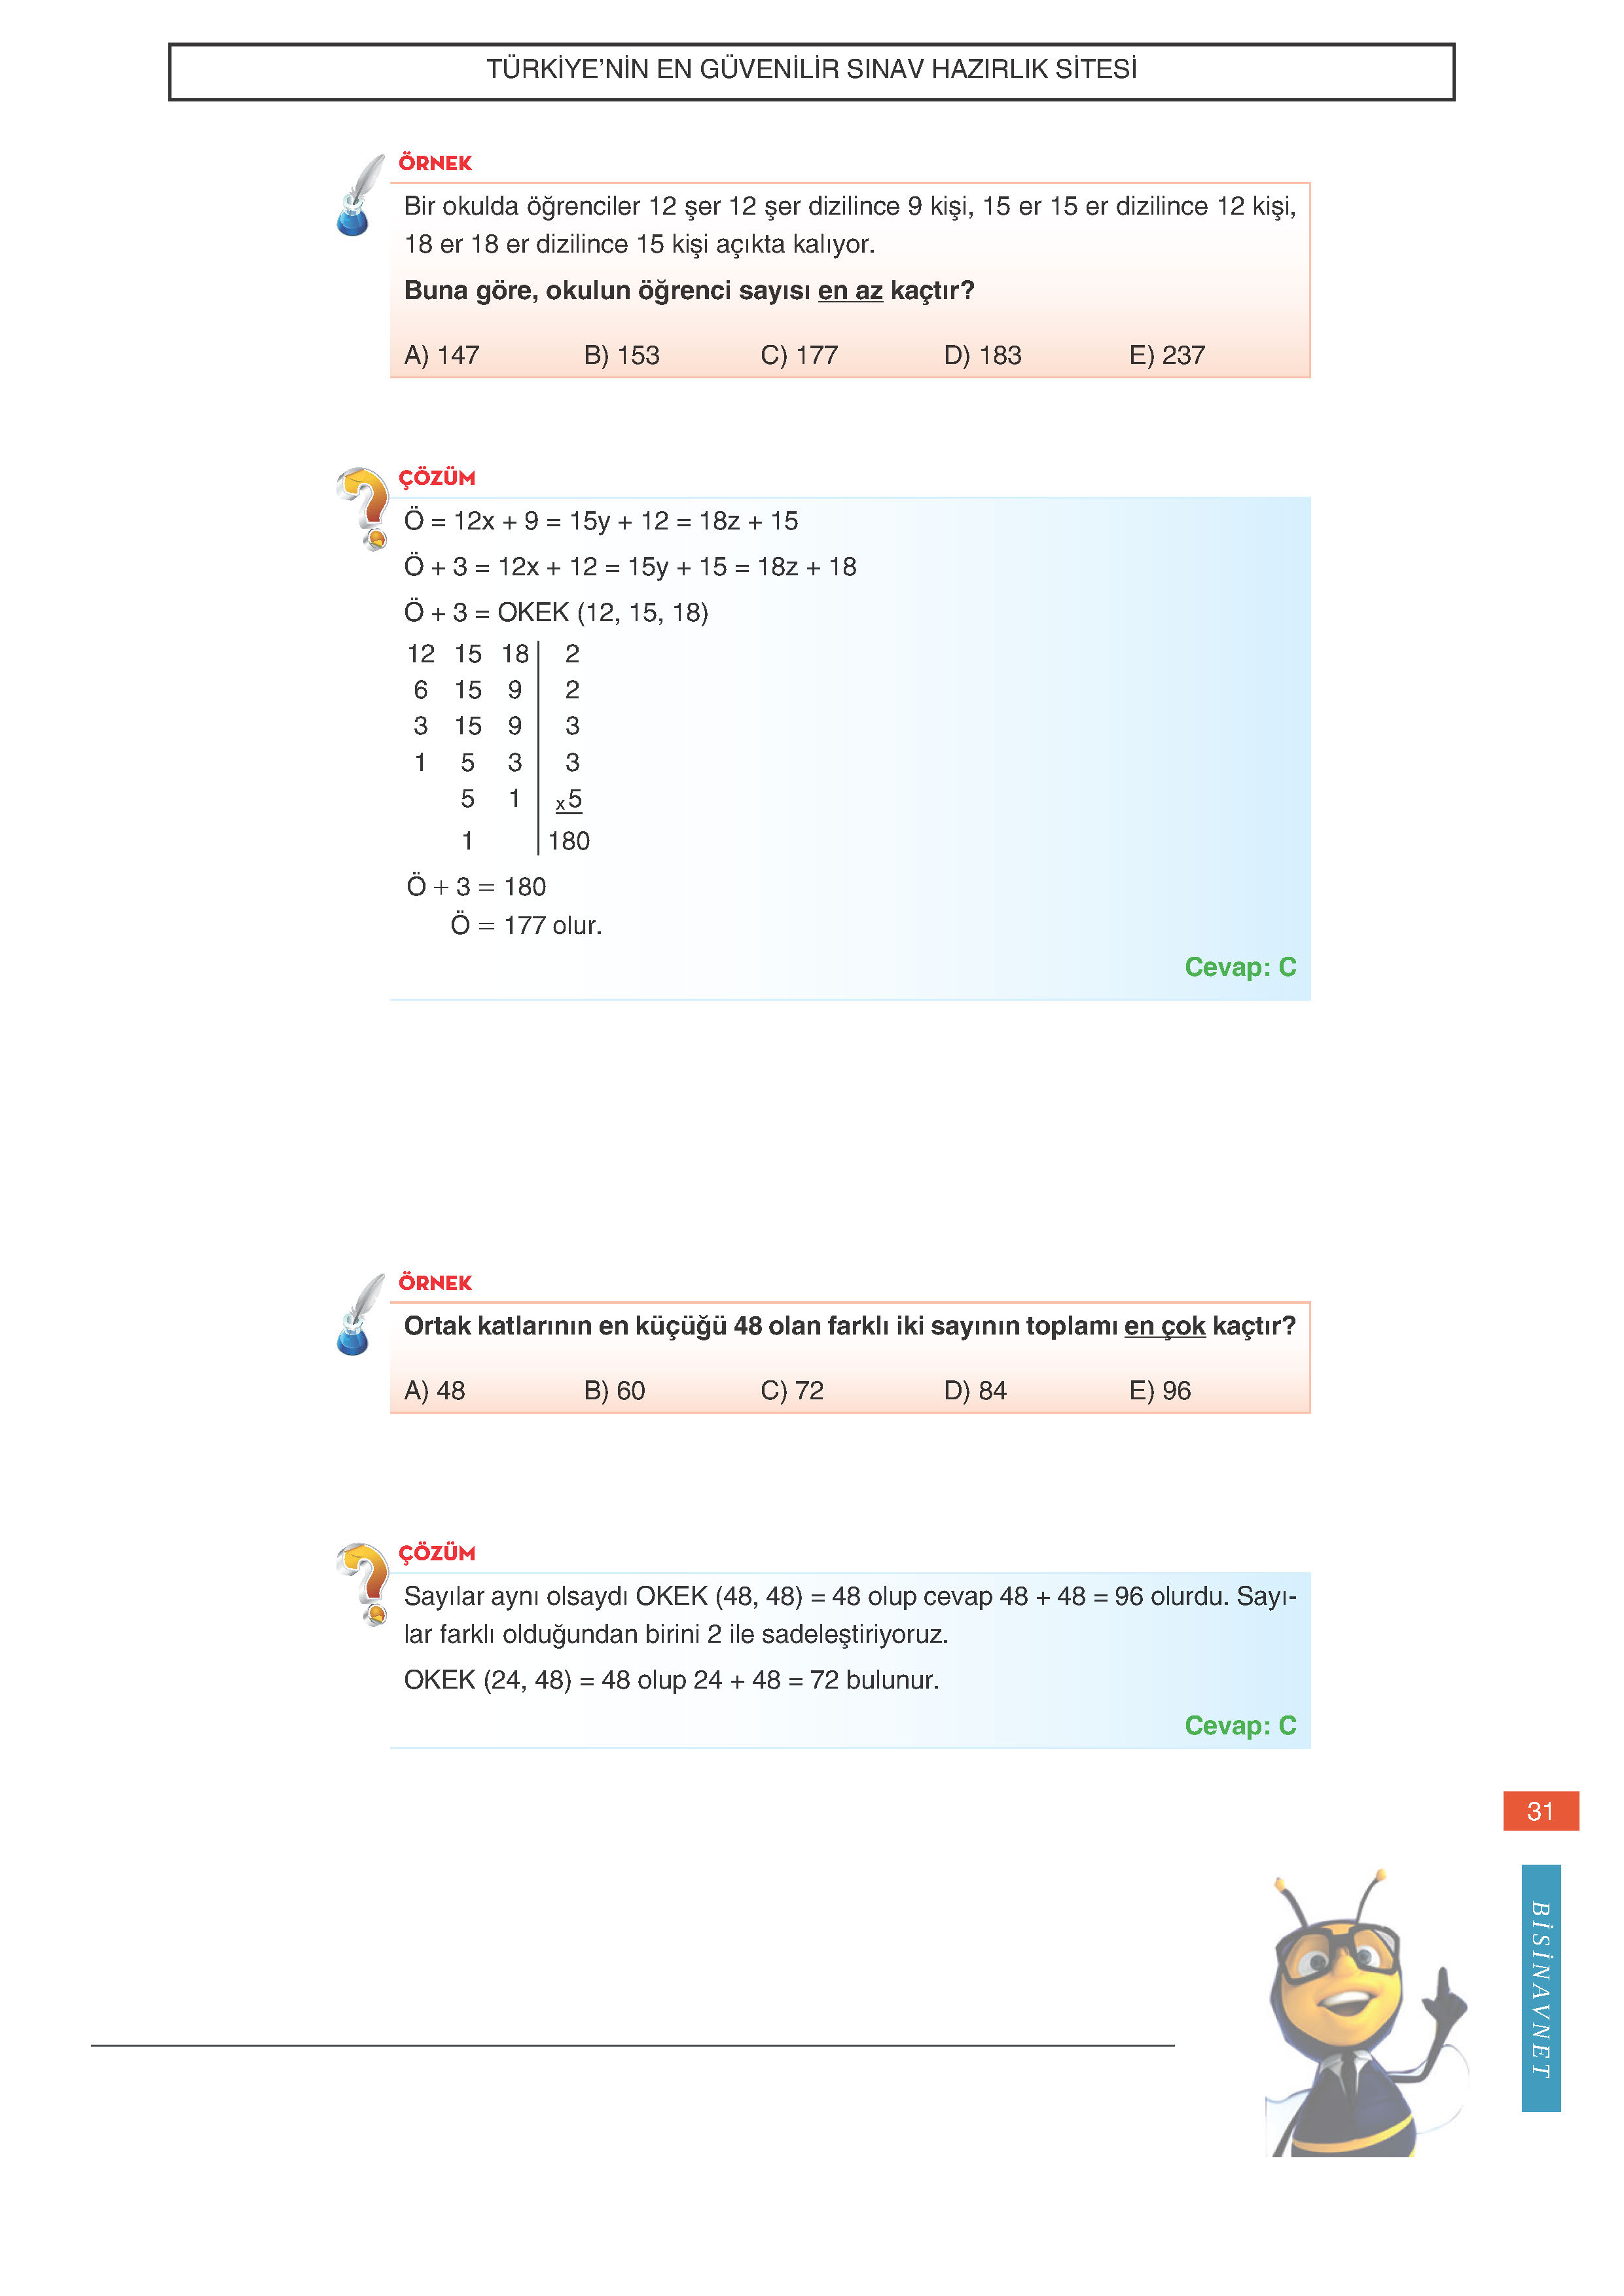 TÜRKİYE'NİN EN GÜVENİLİR SINAV HAZIRLIK SİTESİ
ÖRNEK
Bir okulda öğrenciler 12 şer 12 şer dizilince 9 kişi, 15 er 15 er dizilince 12 kişi,
18 er 18 er dizilince 15 kişi açıkta kalıyor.
Buna göre, okulun öğrenci sayısı en az kaçtır?
A) 147 B) 153 C) 177 D) 183 E) 237
ÇÖZÜM
Ö = 12x + 9 = 15y + 12 = 18z + 15
Ö + 3 = 12x + 12 = 15y + 15 = 18z + 18
Ö + 3 = OKEK (12, 15, 18)
12 15 18 | 2
6 15 9 | 2
3 15 9 | 3
1 5 3 | 3
5 1 | x5
1 | 180
Ö + 3 = 180
Ö = 177 olur.
Cevap: C
ÖRNEK
Ortak katlarının en küçüğü 48 olan farklı iki sayının toplamı en çok kaçtır?
A) 48 B) 60 C) 72 D) 84 E) 96
ÇÖZÜM
Sayılar aynı olsaydı OKEK (48, 48) = 48 olup cevap 48 + 48 = 96 olurdu. Sayı-
lar farklı olduğundan birini 2 ile sadeleştiriyoruz.
OKEK (24, 48) = 48 olup 24 + 48 = 72 bulunur.
Cevap: C
31
BİSİNAVNET